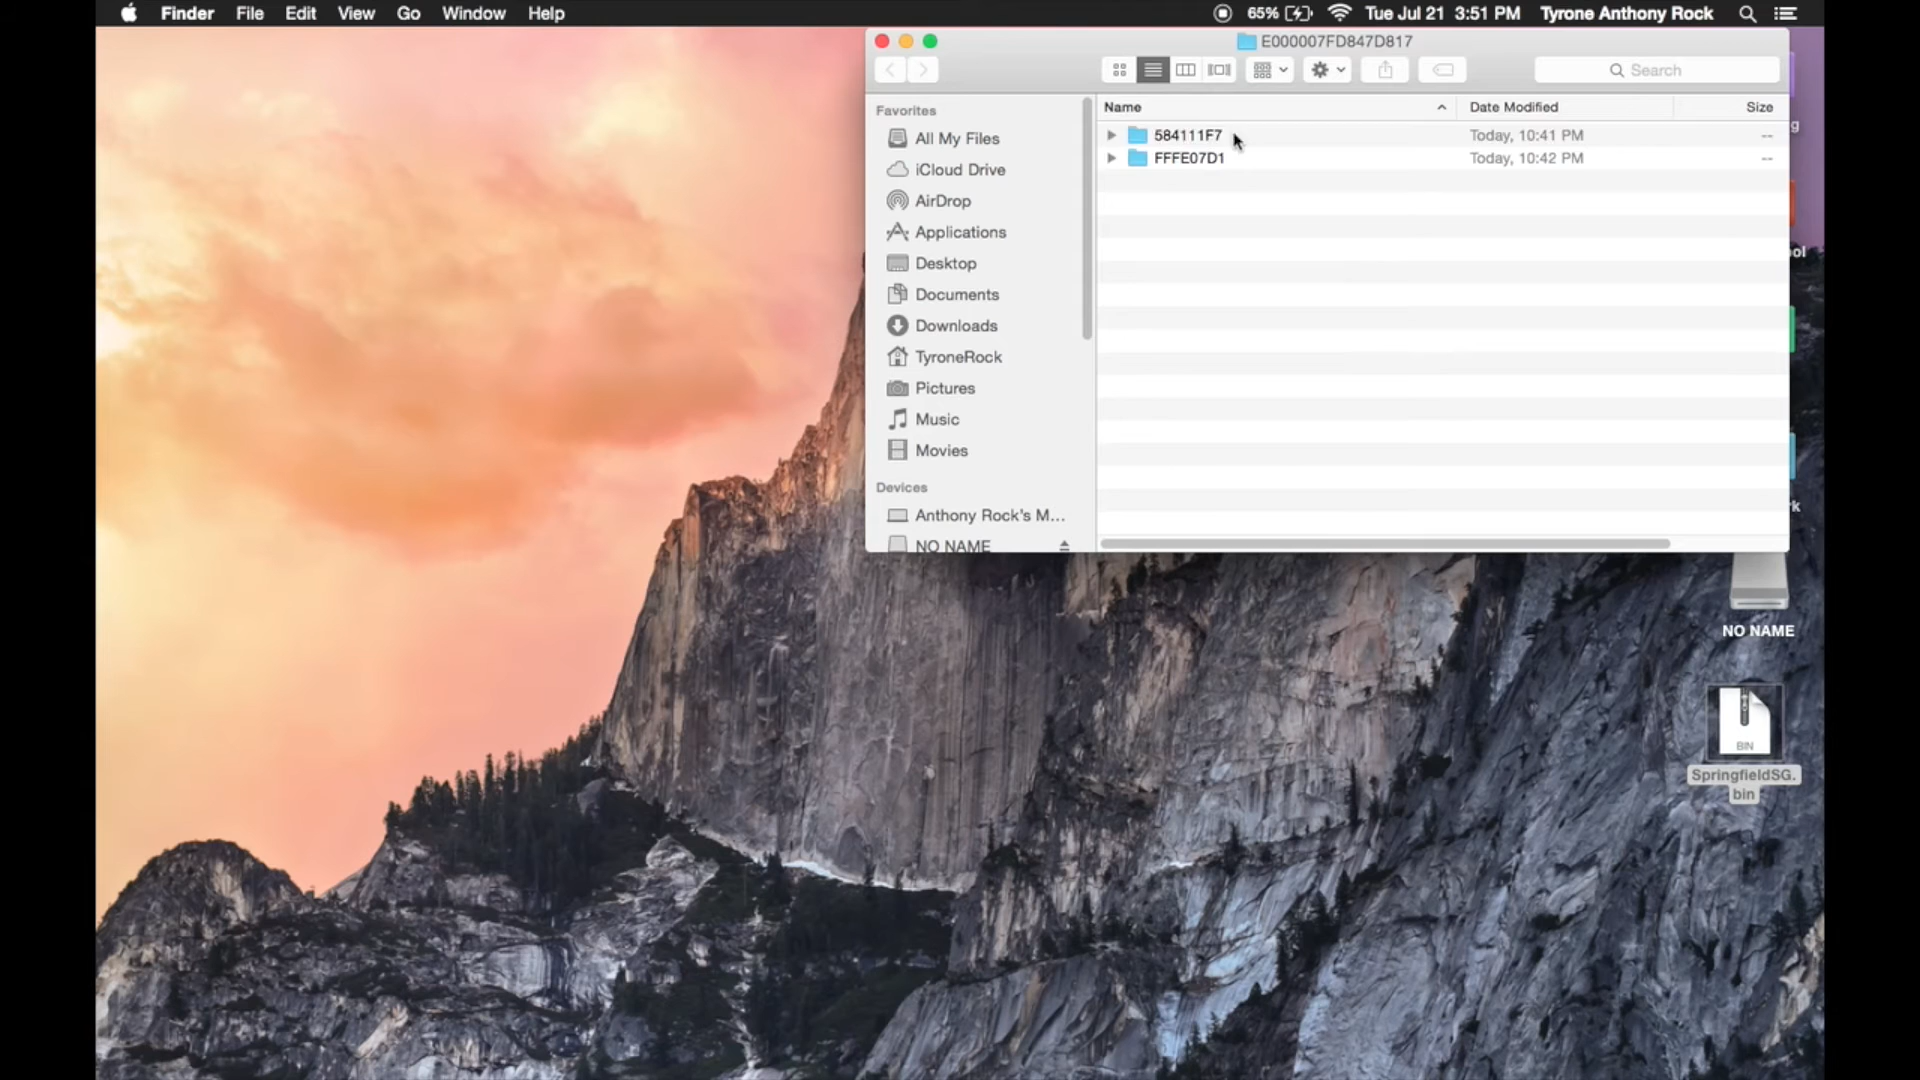 Finder File Edit View Go Window Help 65% Tue Jul 21 3:51 PM Tyrone Anthony Rock
E000007FD847D817
Search
Favorites
All My Files
iCloud Drive
AirDrop
Applications
Desktop
Documents
Downloads
TyroneRock
Pictures
Music
Movies
Devices
Anthony Rock's M...
NO NAME
Name Date Modified Size
584111F7 Today, 10:41 PM --
FFFE07D1 Today, 10:42 PM --
g
ol
k
NO NAME
BIN
SpringfieldSG.
bin